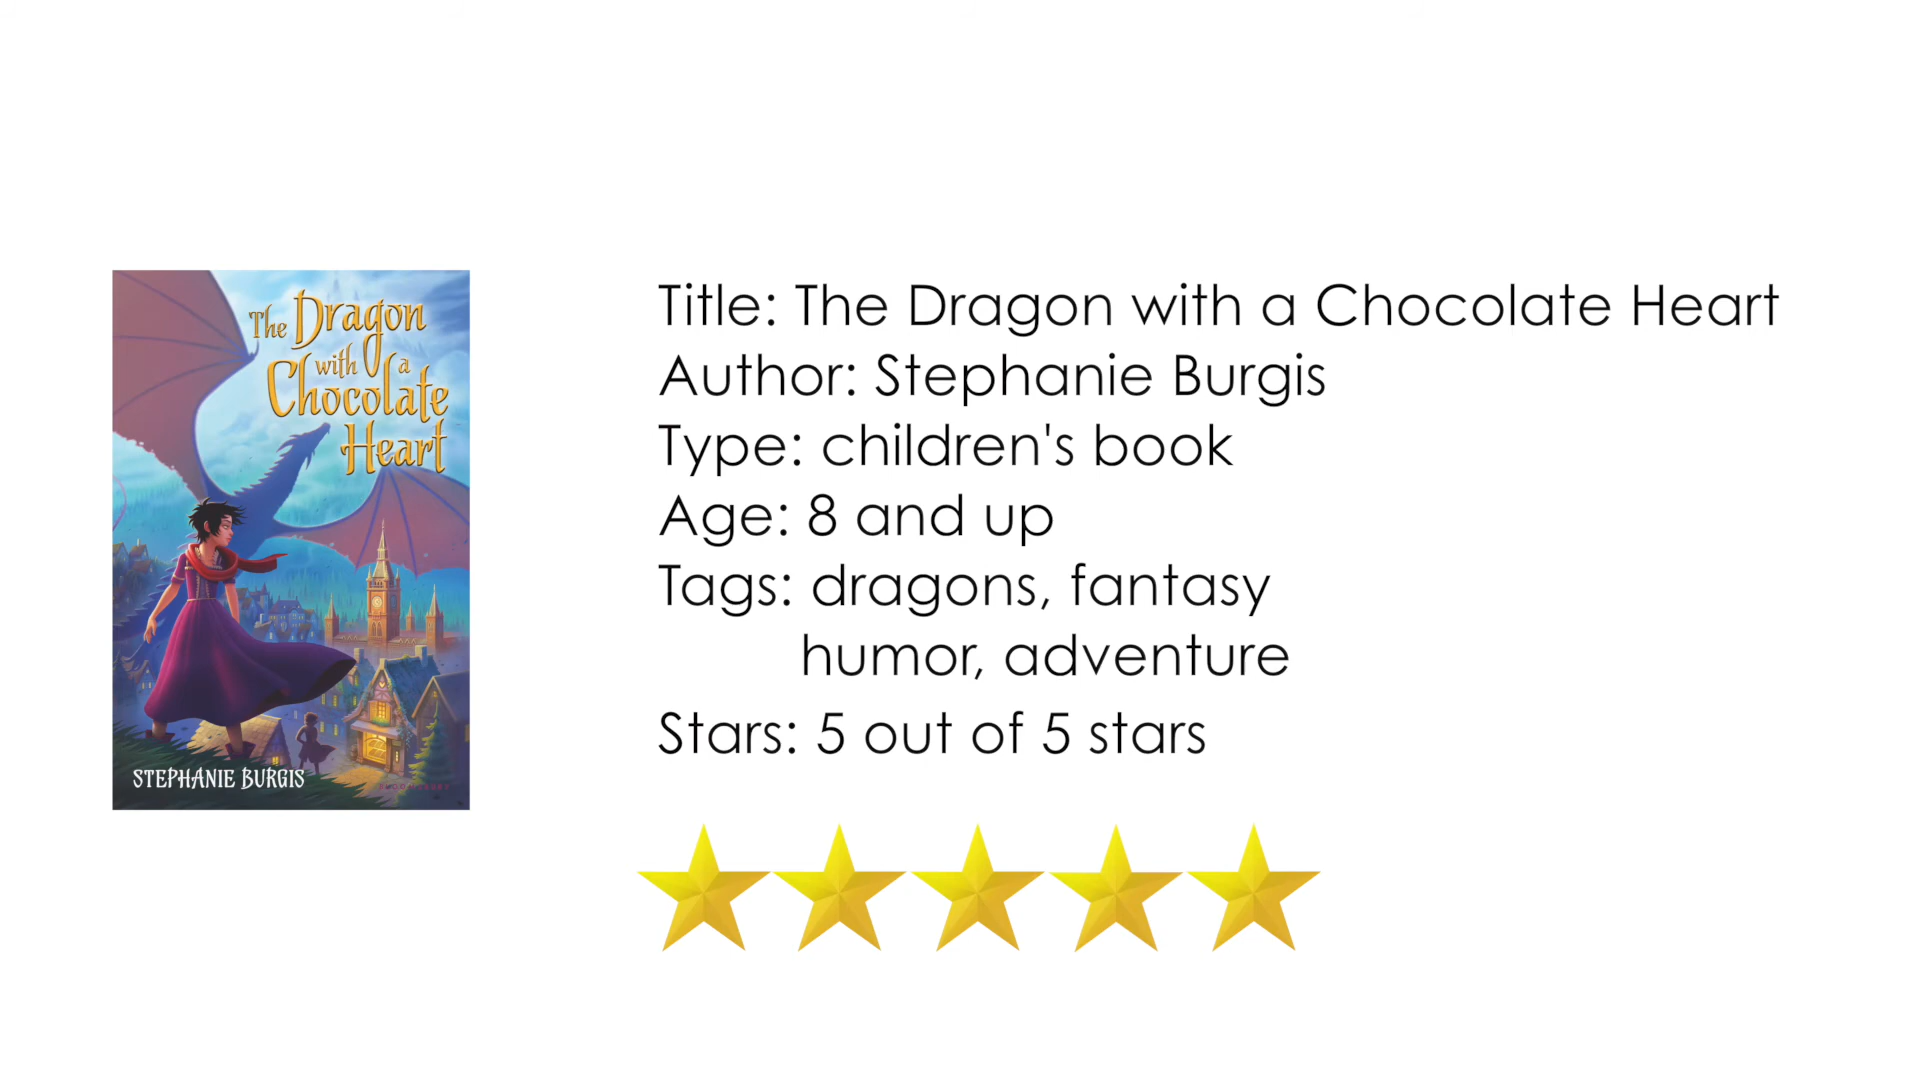 The Dragon
with a
Chocolate
Heart
STEPHANIE BURGIS
Title: The Dragon with a Chocolate Heart
Author: Stephanie Burgis
Type: children's book
Age: 8 and up
Tags: dragons, fantasy
humor, adventure
Stars: 5 out of 5 stars